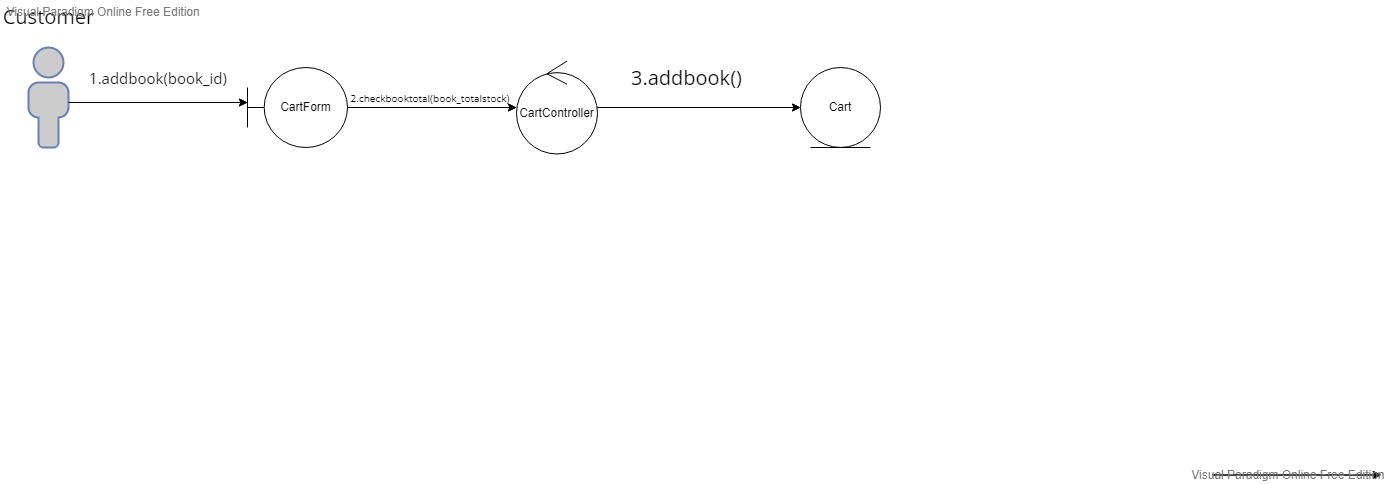 Visual Paradigm Online Free Edition
Customer
1.addbook(book_id)
CartForm
2.checkbooktotal(book_totalstock)
CartController
3.addbook()
Cart
Visual Paradigm Online Free Edition